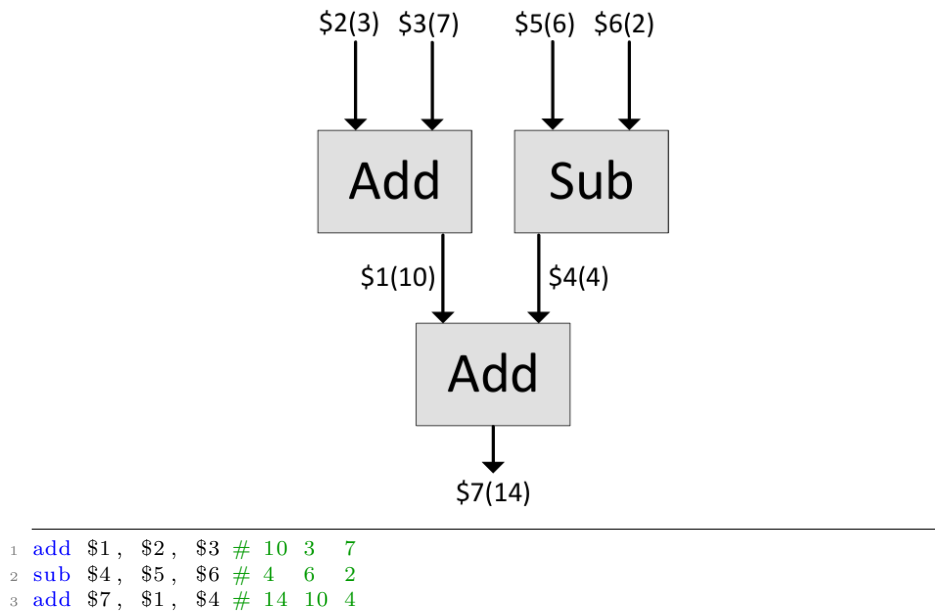 $2(3) $3(7) $5(6) $6(2)
Add Sub
$1(10) $4(4)
Add
$7(14)
1 add $1, $2, $3 # 10 3 7
2 sub $4, $5, $6 # 4 6 2
3 add $7, $1, $4 # 14 10 4